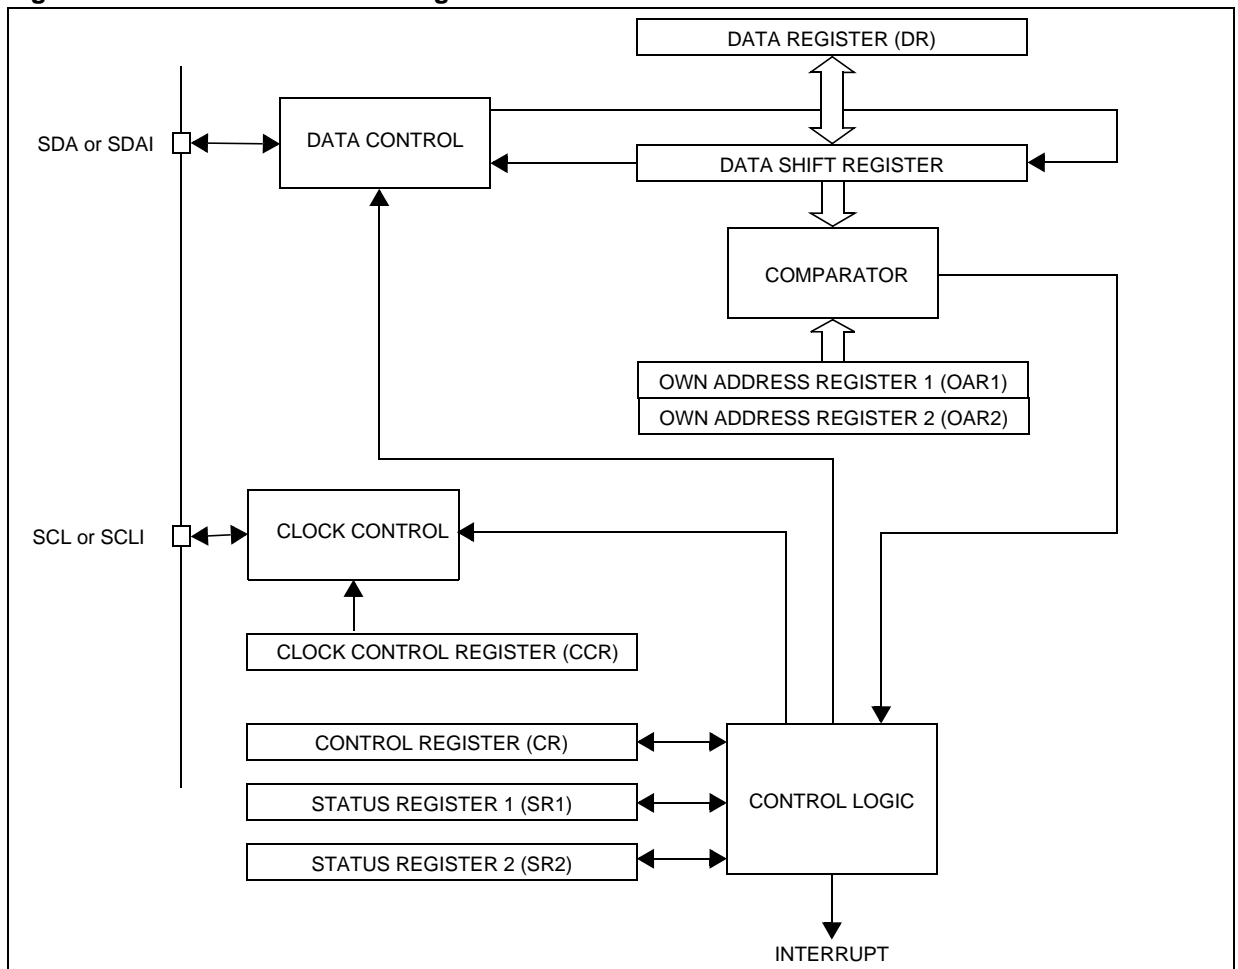 DATA REGISTER (DR)
SDA or SDAI
DATA CONTROL
DATA SHIFT REGISTER
COMPARATOR
OWN ADDRESS REGISTER 1 (OAR1)
OWN ADDRESS REGISTER 2 (OAR2)
SCL or SCLI
CLOCK CONTROL
CLOCK CONTROL REGISTER (CCR)
CONTROL REGISTER (CR)
STATUS REGISTER 1 (SR1)
CONTROL LOGIC
STATUS REGISTER 2 (SR2)
INTERRUPT